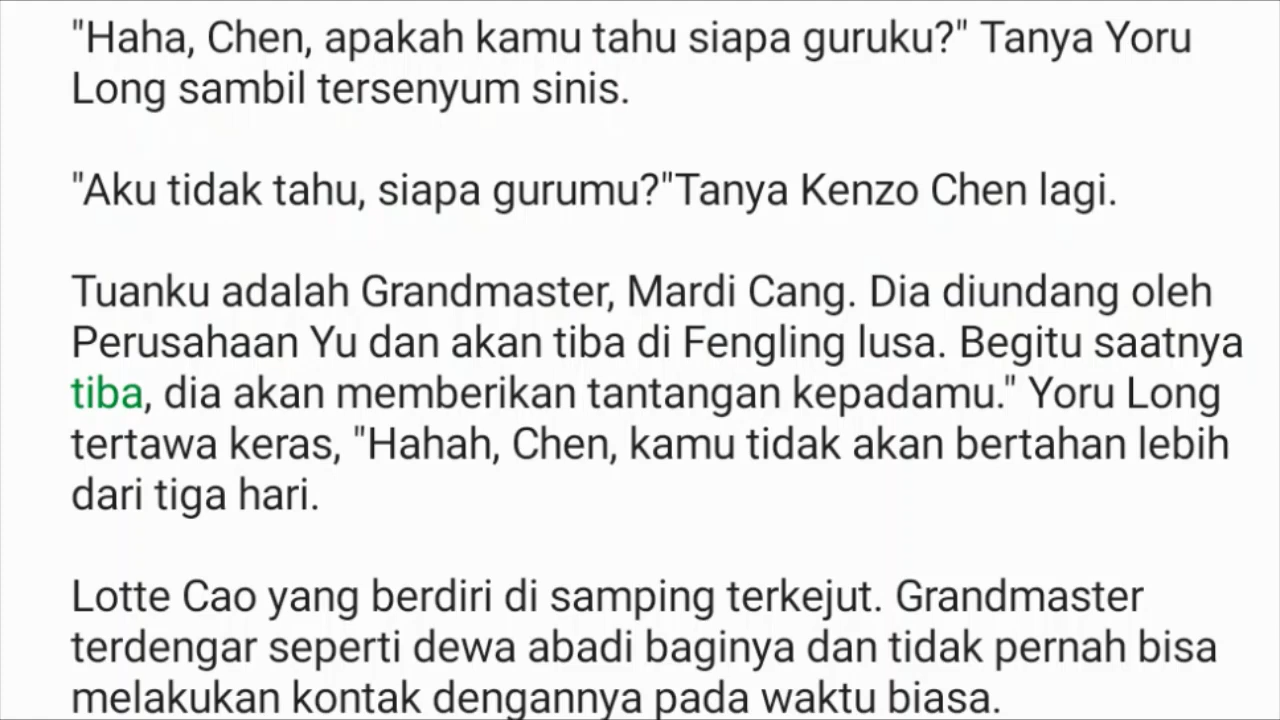 "Haha, Chen, apakah kamu tahu siapa guruku?" Tanya Yoru
Long sambil tersenyum sinis.
"Aku tidak tahu, siapa gurumu?"Tanya Kenzo Chen lagi.
Tuanku adalah Grandmaster, Mardi Cang. Dia diundang oleh
Perusahaan Yu dan akan tiba di Fengling lusa. Begitu saatnya
tiba, dia akan memberikan tantangan kepadamu." Yoru Long
tertawa keras, "Hahah, Chen, kamu tidak akan bertahan lebih
dari tiga hari.
Lotte Cao yang berdiri di samping terkejut. Grandmaster
terdengar seperti dewa abadi baginya dan tidak pernah bisa
melakukan kontak dengannya pada waktu biasa.